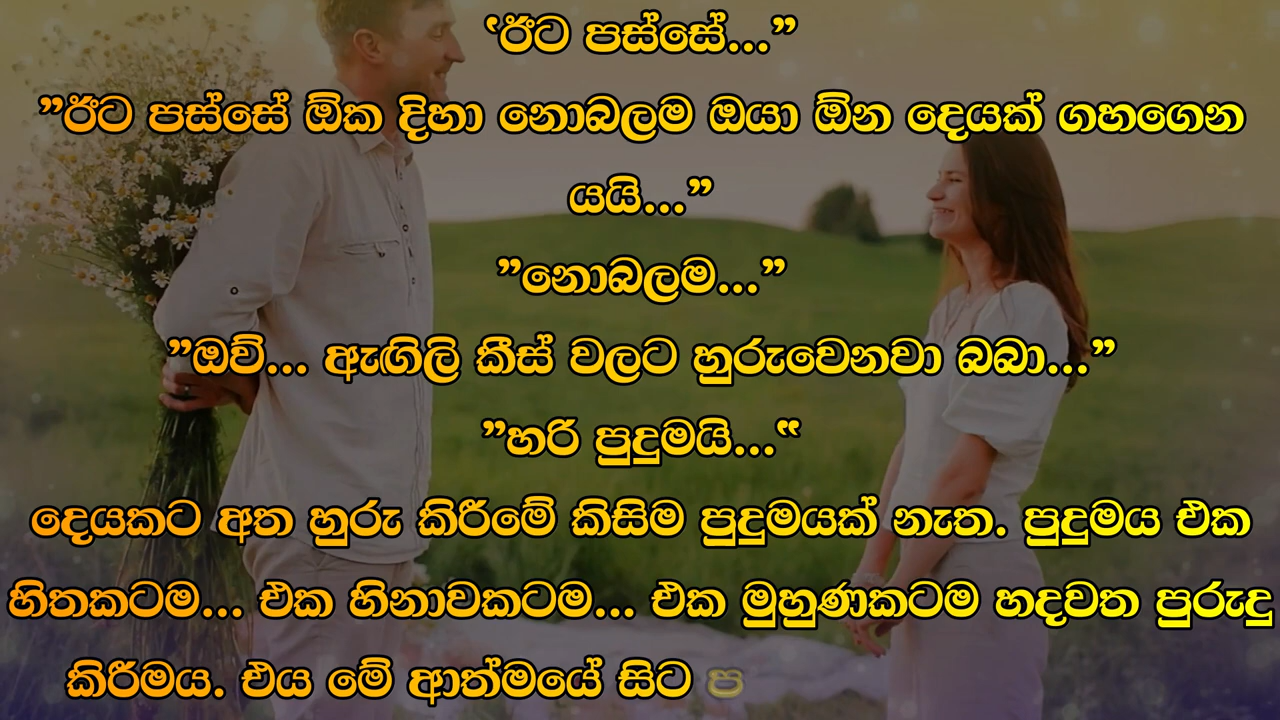 ‘ඊට පස්සේ...”
”ඊට පස්සේ ඕක දිහා නොබලම ඔයා ඕන දෙයක් ගහගෙන
යයි...”
”නොබලම...”
”ඔව්... ඇඟිලි කීස් වලට හුරුවෙනවා බබා...”
”හරි පුදුමයි...“
දෙයකට අත හුරු කිරීමේ කිසිම පුදුමයක් නැත. පුදුමය එක
හිතකටම... එක හිනාවකටම... එක මුහුණකටම හදවත පුරුදු
කිරීමය. එය මේ ආත්මයේ සිට ප